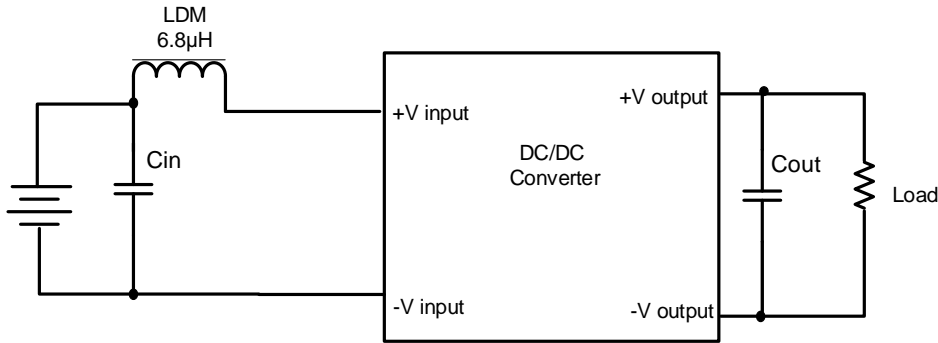 LDM
6.8µH
+V input
+V output
DC/DC
Converter
Cin
Cout
Load
-V input
-V output